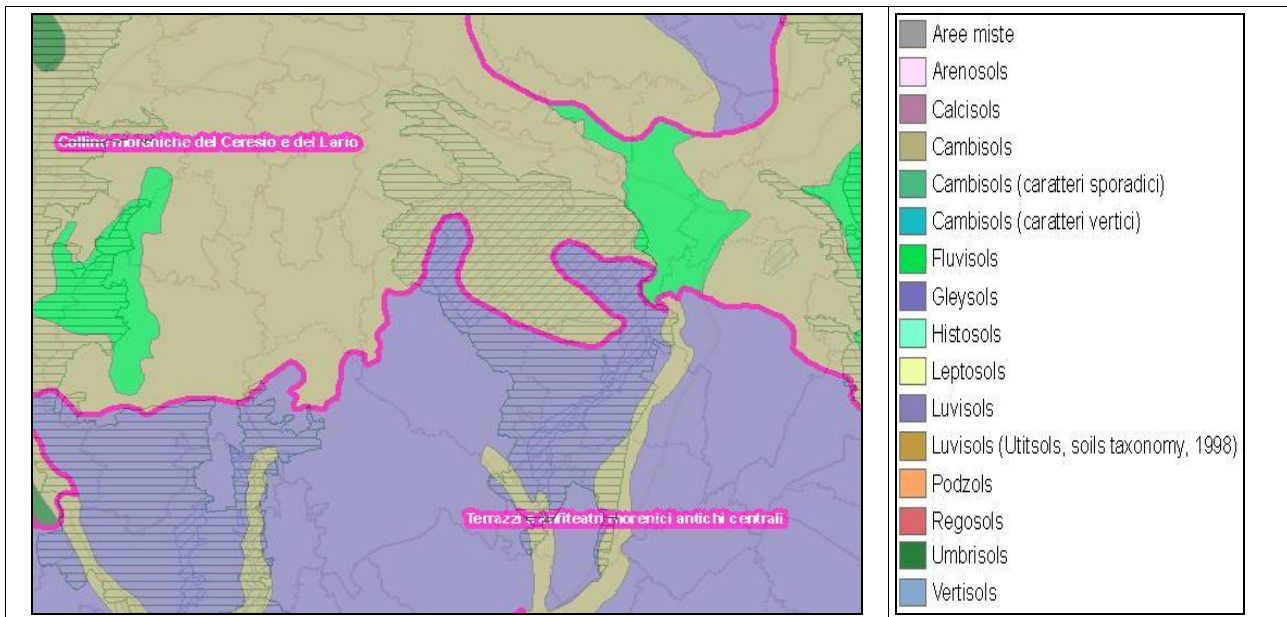 Colline moreniche del Ceresio e del Lario
Terrazzi e anfiteatri morenici antichi centrali
Aree miste
Arenosols
Calcisols
Cambisols
Cambisols (caratteri sporadici)
Cambisols (caratteri vertici)
Fluvisols
Gleysols
Histosols
Leptosols
Luvisols
Luvisols (Utitsols, soils taxonomy, 1998)
Podzols
Regosols
Umbrisols
Vertisols